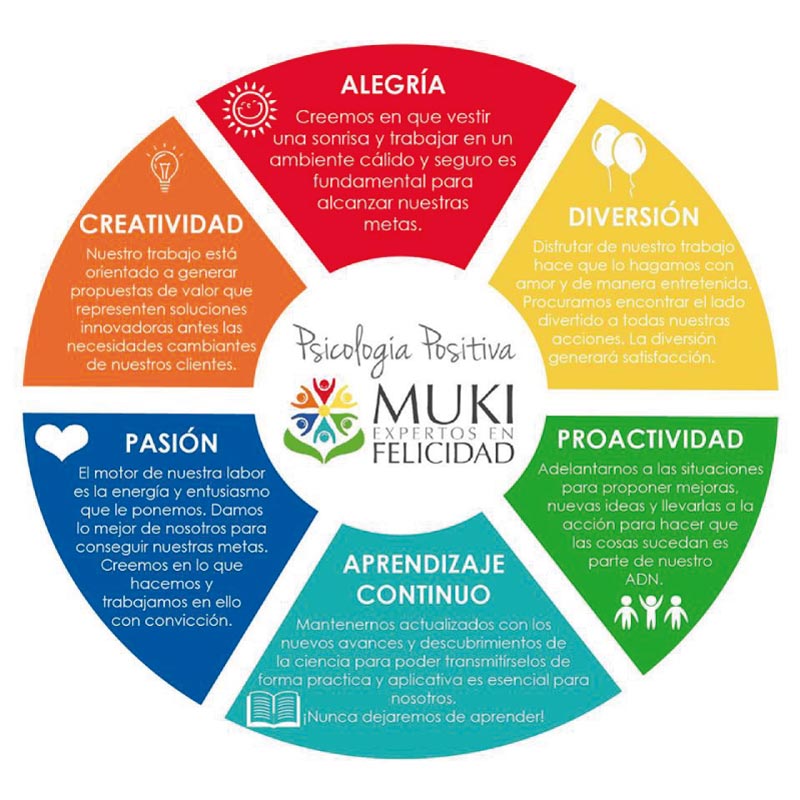 ALEGRÍA
Creemos en que vestir
una sonrisa y trabajar en un
ambiente cálido y seguro es
fundamental para
alcanzar nuestras
metas.
DIVERSIÓN
Disfrutar de nuestro trabajo
hace que lo hagamos con
amor y de manera entretenida.
Procuramos encontrar el lado
divertido a todas nuestras
acciones. La diversión
generará satisfacción.
PROACTIVIDAD
Adelantarnos a las situaciones
para proponer mejoras,
nuevas ideas y llevarlas a la
acción para hacer que
las cosas sucedan es
parte de nuestro
ADN.
APRENDIZAJE
CONTINUO
Mantenernos actualizados con los
nuevos avances y descubrimientos de
la ciencia para poder transmitírselos de
forma practica y aplicativa es esencial para
nosotros.
¡Nunca dejaremos de aprender!
PASIÓN
El motor de nuestra labor
es la energía y entusiasmo
que le ponemos. Damos
lo mejor de nosotros para
conseguir nuestras metas.
Creemos en lo que
hacemos y
trabajamos en ello
con convicción.
CREATIVIDAD
Nuestro trabajo está
orientado a generar
propuestas de valor que
representen soluciones
innovadoras antes las
necesidades cambiantes
de nuestros clientes.
Psicología Positiva
MUKI
EXPERTOS EN
FELICIDAD